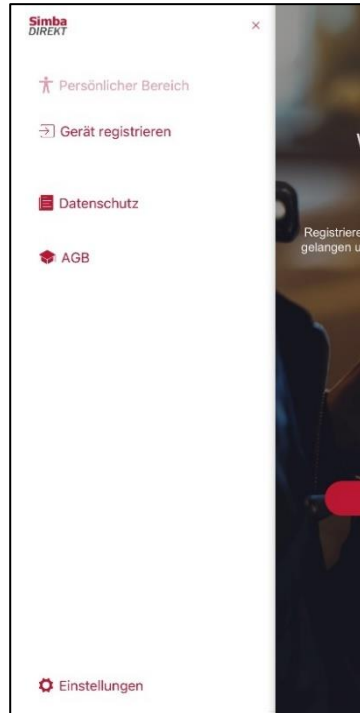 Simba
DIREKT
×
Persönlicher Bereich
Gerät registrieren
Datenschutz
AGB
Registriere
gelangen u
Einstellungen